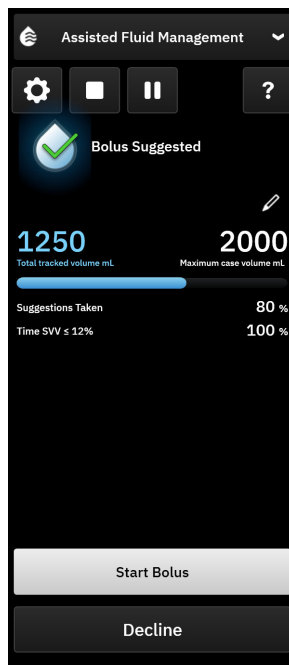 Assisted Fluid Management
?
Bolus Suggested
1250 2000
Total tracked volume mL Maximum case volume mL
Suggestions Taken 80 %
Time SVV ≤ 12% 100 %
Start Bolus
Decline